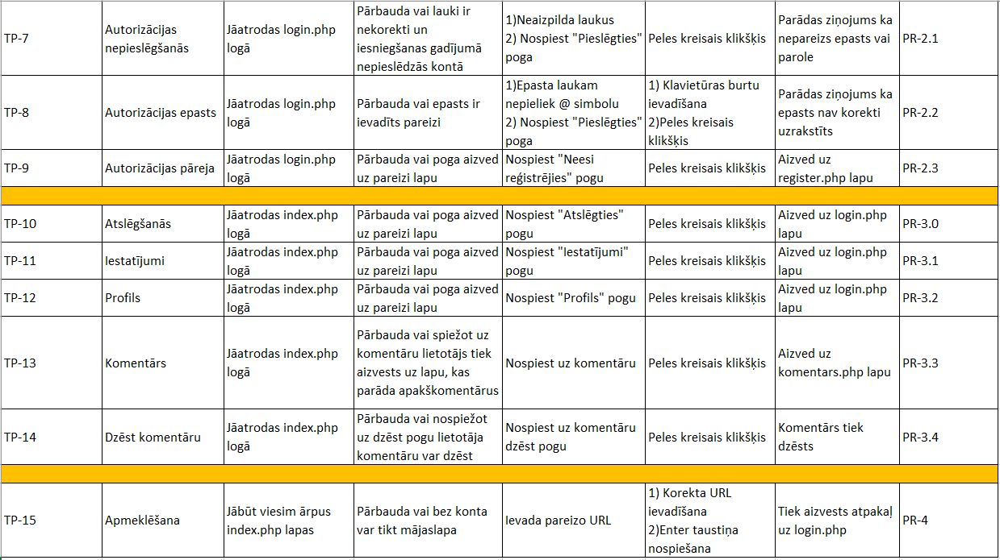 TP-7
Autorizācijas
nepieslēgšanās
Jāatrodas login.php
logā
Pārbauda vai lauki ir
nekorekti un
iesniegšanas gadījumā
nepieslēdzās kontā
1)Neaizpilda laukus
2) Nospiest "Pieslēgties"
poga
Peles kreisais klikšķis
Parādas ziņojums ka
nepareizs epasts vai
parole
PR-2.1
TP-8
Autorizācijas epasts
Jāatrodas login.php
logā
Pārbauda vai epasts ir
ievadīts pareizi
1)Epasta laukam
nepieliek @ simbolu
2) Nospiest "Pieslēgties"
poga
1) Klavietūras burtu
ievadīšana
2)Peles kreisais
klikšķis
Parādas ziņojums ka
epasts nav korekti
uzrakstīts
PR-2.2
TP-9
Autorizācijas pāreja
Jāatrodas login.php
logā
Pārbauda vai poga aizved
uz pareizi lapu
Nospiest "Neesi
reģistrējies" pogu
Peles kreisais klikšķis
Aizved uz
register.php lapu
PR-2.3
TP-10
Atslēgšanās
Jāatrodas index.php
logā
Pārbauda vai poga aizved
uz pareizi lapu
Nospiest "Atslēgties"
pogu
Peles kreisais klikšķis
Aizved uz login.php
lapu
PR-3.0
TP-11
Iestatījumi
Jāatrodas index.php
logā
Pārbauda vai poga aizved
uz pareizi lapu
Nospiest "Iestatījumi"
pogu
Peles kreisais klikšķis
Aizved uz login.php
lapu
PR-3.1
TP-12
Profils
Jāatrodas index.php
logā
Pārbauda vai poga aizved
uz pareizi lapu
Nospiest "Profils" pogu
Peles kreisais klikšķis
Aizved uz login.php
lapu
PR-3.2
TP-13
Komentārs
Jāatrodas index.php
logā
Pārbauda vai spiežot uz
komentāru lietotājs tiek
aizvests uz lapu, kas
parāda apakškomentārus
Nospiest uz komentāru
Peles kreisais klikšķis
Aizved uz
komentars.php lapu
PR-3.3
TP-14
Dzēst komentāru
Jāatrodas index.php
logā
Pārbauda vai nospiežot
uz dzēst pogu lietotāja
komentāru var dzēst
Nospiest uz komentāru
dzēst pogu
Peles kreisais klikšķis
Komentārs tiek
dzēsts
PR-3.4
TP-15
Apmeklēšana
Jābūt viesim ārpus
index.php lapas
Pārbauda vai bez konta
var tikt mājaslapa
Ievada pareizo URL
1) Korekta URL
ievadīšana
2)Enter taustiņa
nospiešana
Tiek aizvests atpakaļ
uz login.php
PR-4